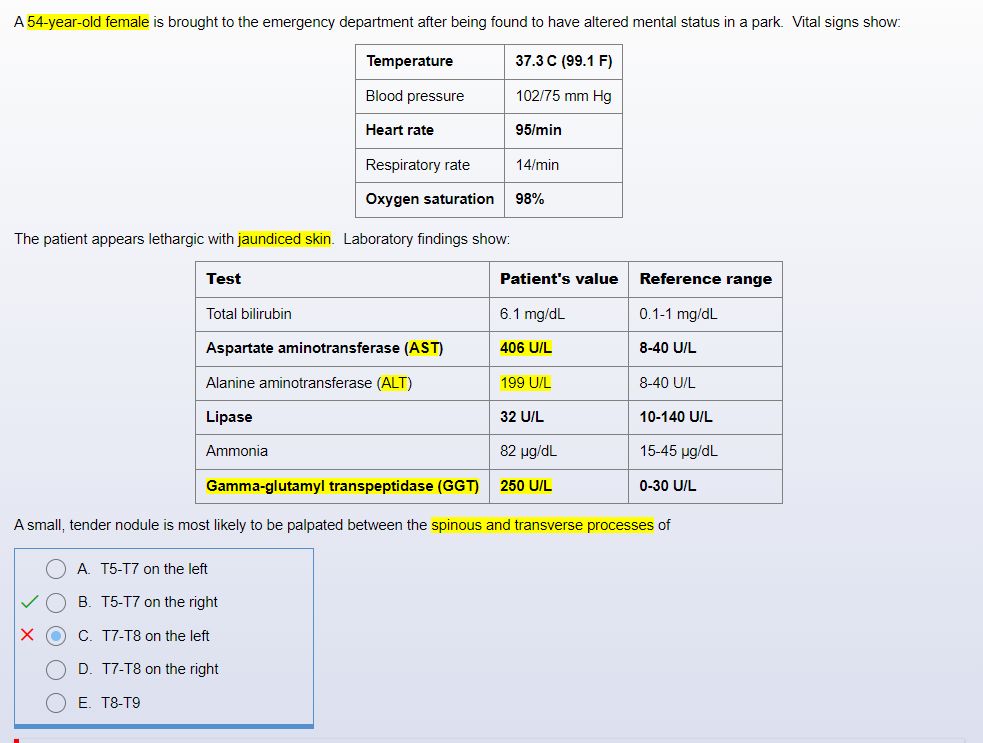 A 54-year-old female is brought to the emergency department after being found to have altered mental status in a park. Vital signs show:
Temperature 37.3 C (99.1 F)
Blood pressure 102/75 mm Hg
Heart rate 95/min
Respiratory rate 14/min
Oxygen saturation 98%
The patient appears lethargic with jaundiced skin. Laboratory findings show:
Test Patient's value Reference range
Total bilirubin 6.1 mg/dL 0.1-1 mg/dL
Aspartate aminotransferase (AST) 406 U/L 8-40 U/L
Alanine aminotransferase (ALT) 199 U/L 8-40 U/L
Lipase 32 U/L 10-140 U/L
Ammonia 82 µg/dL 15-45 µg/dL
Gamma-glutamyl transpeptidase (GGT) 250 U/L 0-30 U/L
A small, tender nodule is most likely to be palpated between the spinous and transverse processes of
A. T5-T7 on the left
B. T5-T7 on the right
C. T7-T8 on the left
D. T7-T8 on the right
E. T8-T9